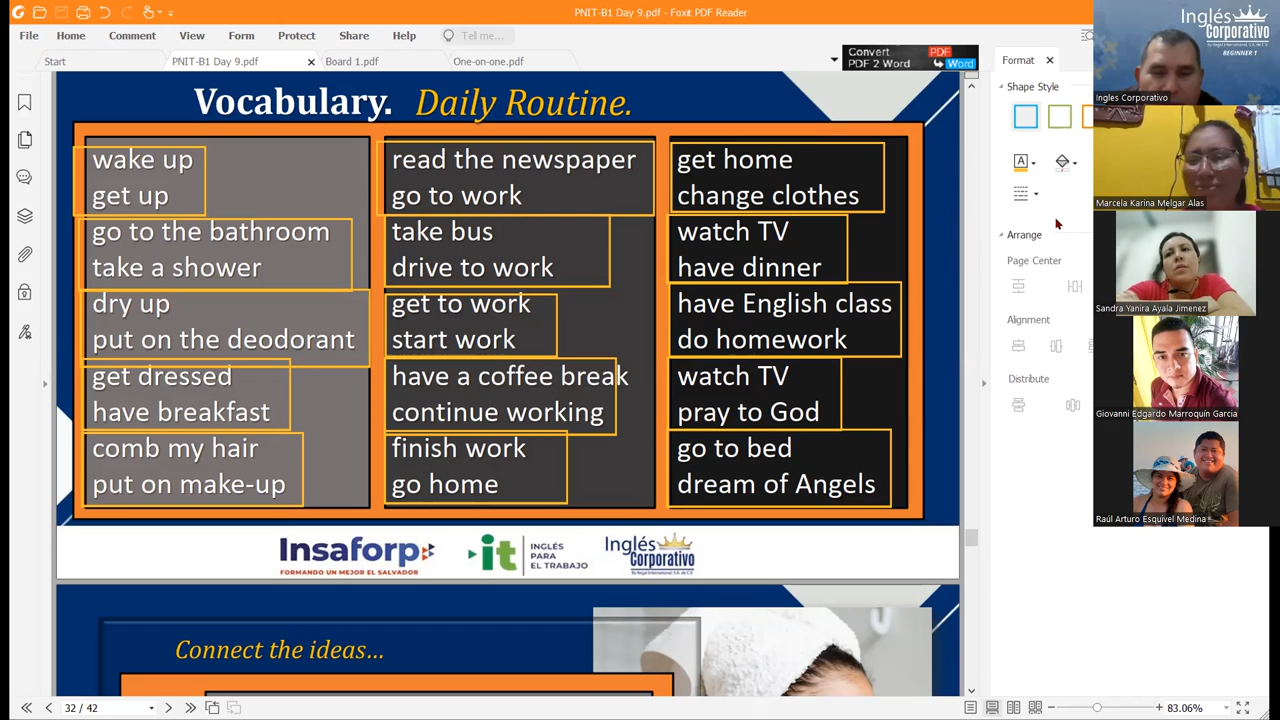 PNIT-B1 Day 9.pdf - Foxit PDF Reader
File Home Comment View Form Protect Share Help Tell me...
Start PNIT-B1 Day 9.pdf Board 1.pdf One-on-one.pdf
Convert PDF
PDF 2 Word Word
Vocabulary. Daily Routine.
wake up
get up
go to the bathroom
take a shower
dry up
put on the deodorant
get dressed
have breakfast
comb my hair
put on make-up
read the newspaper
go to work
take bus
drive to work
get to work
start work
have a coffee break
continue working
finish work
go home
get home
change clothes
watch TV
have dinner
have English class
do homework
watch TV
pray to God
go to bed
dream of Angels
Insaforp
FORMANDO UN MEJOR EL SALVADOR
it
INGLÉS
PARA
EL TRABAJO
Inglés
Corporativo
By Ilegal International, S.A. de C.V.
Connect the ideas...
Format
Shape Style
Arrange
Page Center
Alignment
Distribute
Inglés
Corporativo
BEGINNER 1
Ingles Corporativo
Marcela Karina Melgar Alas
Sandra Yanira Ayala Jimenez
Giovanni Edgardo Marroquín Garcia
Raúl Arturo Esquivel Medina
32 / 42
83.06%